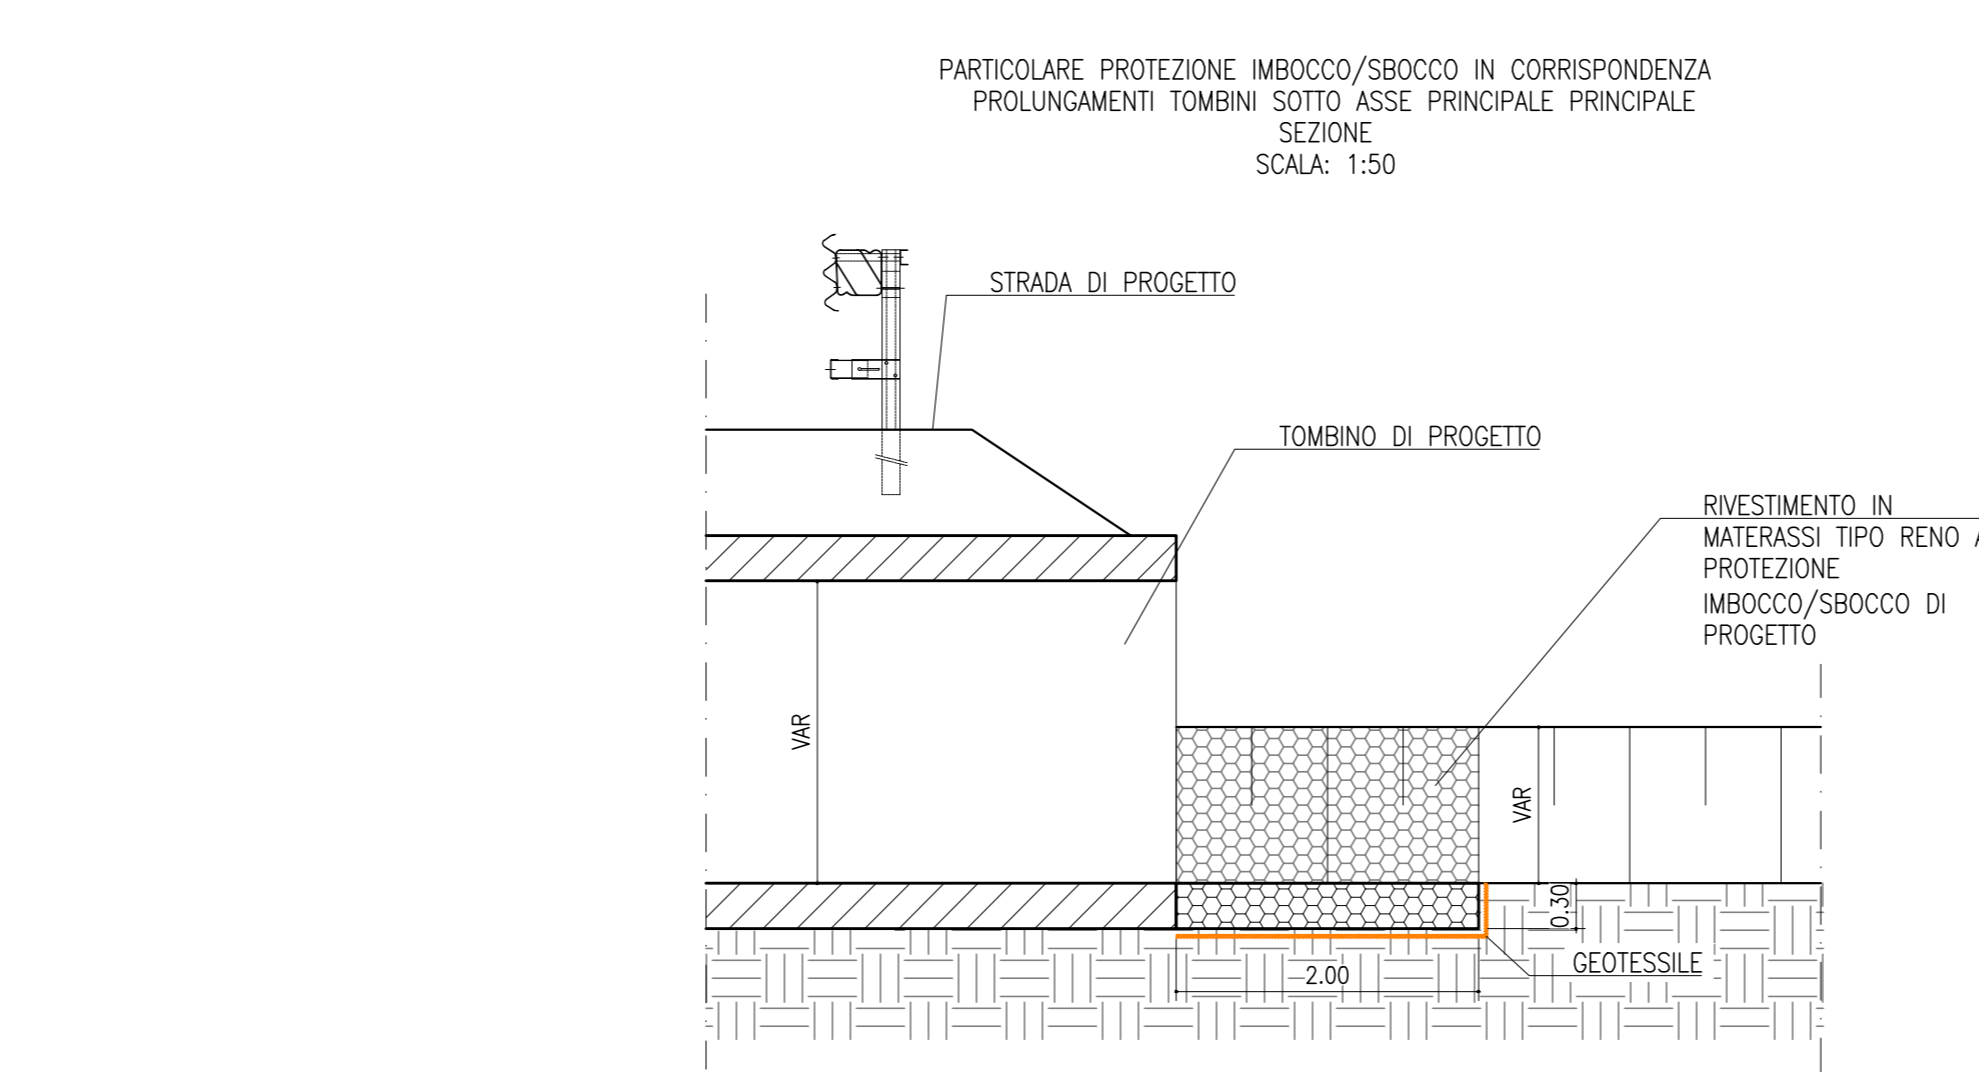 PARTICOLARE PROTEZIONE IMBOCCO/SBOCCO IN CORRISPONDENZA
PROLUNGAMENTI TOMBINI SOTTO ASSE PRINCIPALE PRINCIPALE
SEZIONE
SCALA: 1:50
STRADA DI PROGETTO
TOMBINO DI PROGETTO
RIVESTIMENTO IN
MATERASSI TIPO RENO A
PROTEZIONE
IMBOCCO/SBOCCO DI
PROGETTO
VAR
VAR
0.30
GEOTESSILE
2.00